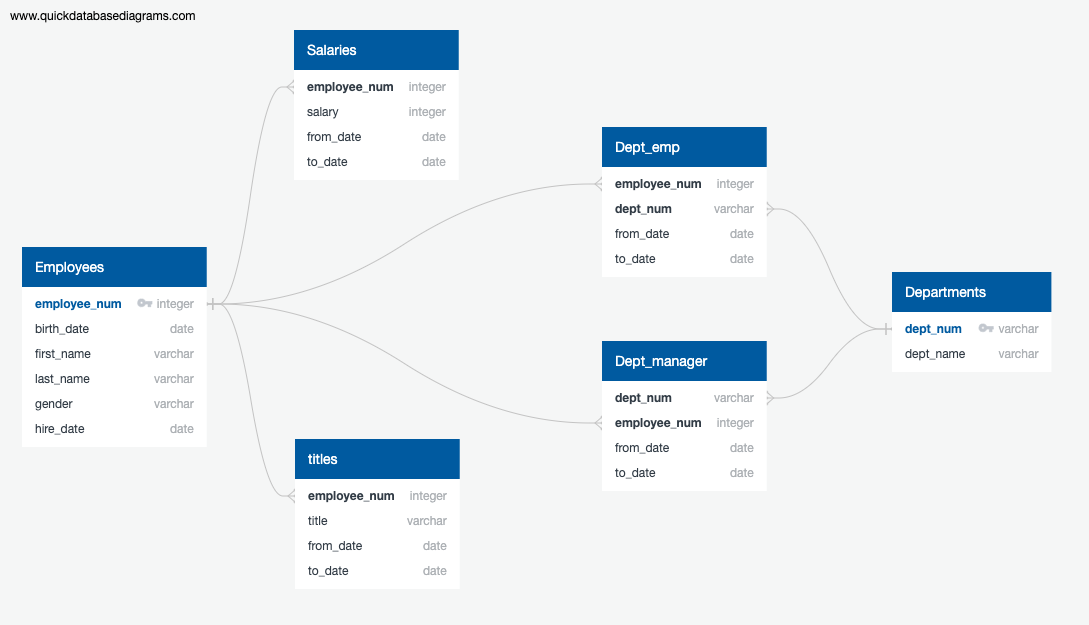 www.quickdatabasediagrams.com
Salaries
employee_num integer
salary integer
from_date date
to_date date
Dept_emp
employee_num integer
dept_num varchar
from_date date
to_date date
Employees
employee_num integer
birth_date date
first_name varchar
last_name varchar
gender varchar
hire_date date
Departments
dept_num varchar
dept_name varchar
Dept_manager
dept_num varchar
employee_num integer
from_date date
to_date date
titles
employee_num integer
title varchar
from_date date
to_date date